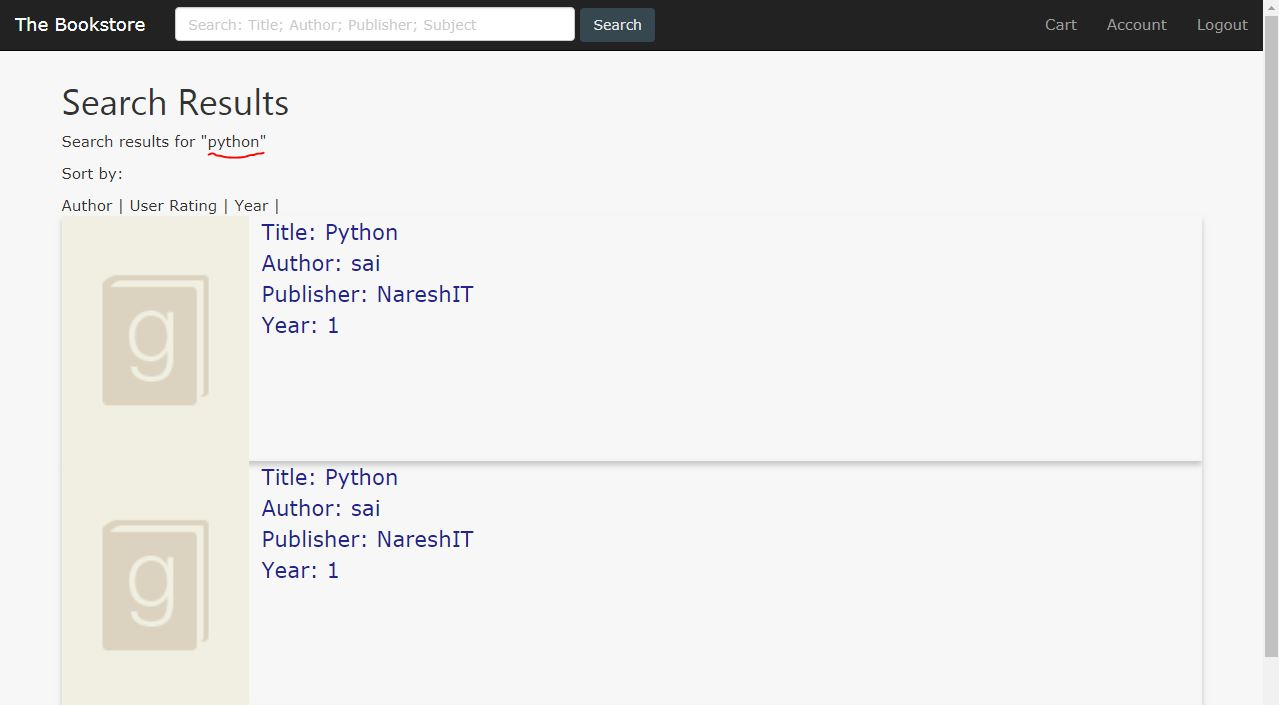 The Bookstore Search: Title; Author; Publisher; Subject Search Cart Account Logout
Search Results
Search results for "python"
Sort by:
Author | User Rating | Year |
g
Title: Python
Author: sai
Publisher: NareshIT
Year: 1
g
Title: Python
Author: sai
Publisher: NareshIT
Year: 1